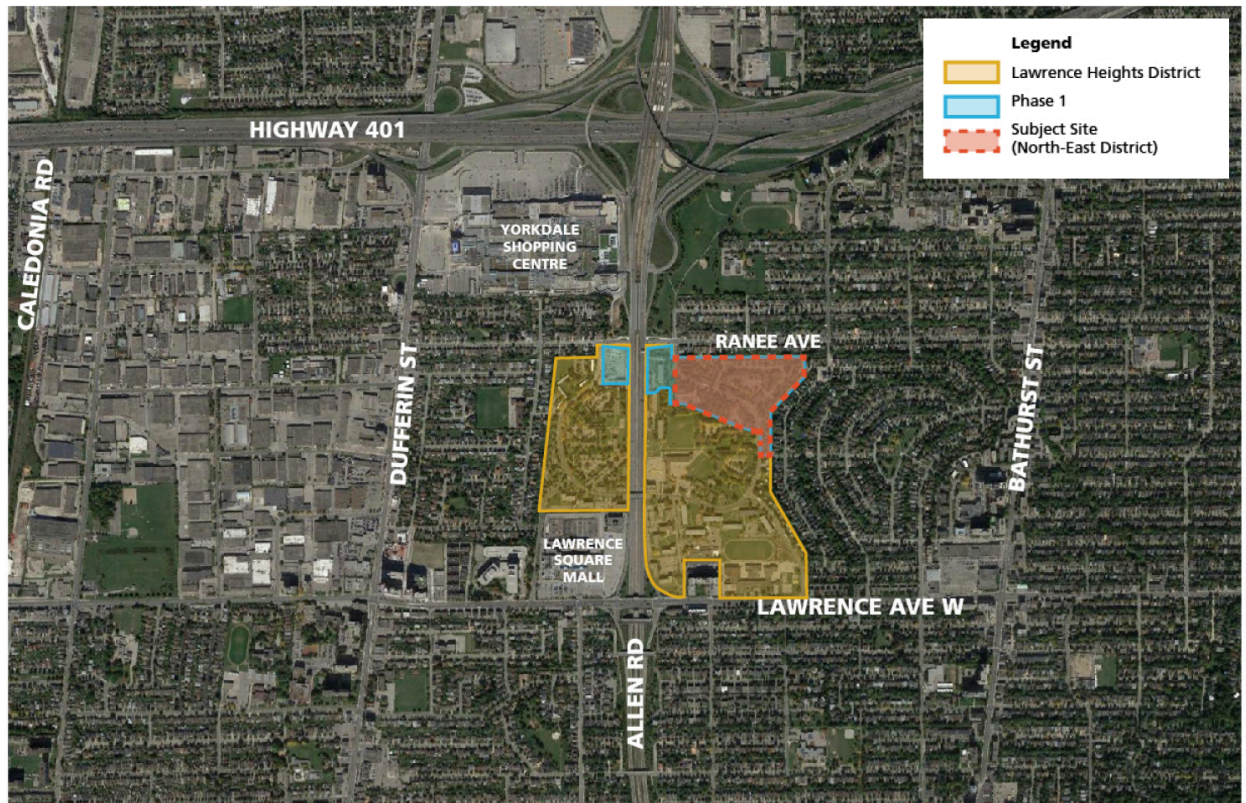 Legend
Lawrence Heights District
Phase 1
Subject Site
(North-East District)
HIGHWAY 401
CALEDONIA RD
YORKDALE
SHOPPING
CENTRE
DUFFERIN ST
RANEE AVE
BATHURST ST
LAWRENCE
SQUARE
MALL
LAWRENCE AVE W
ALLEN RD